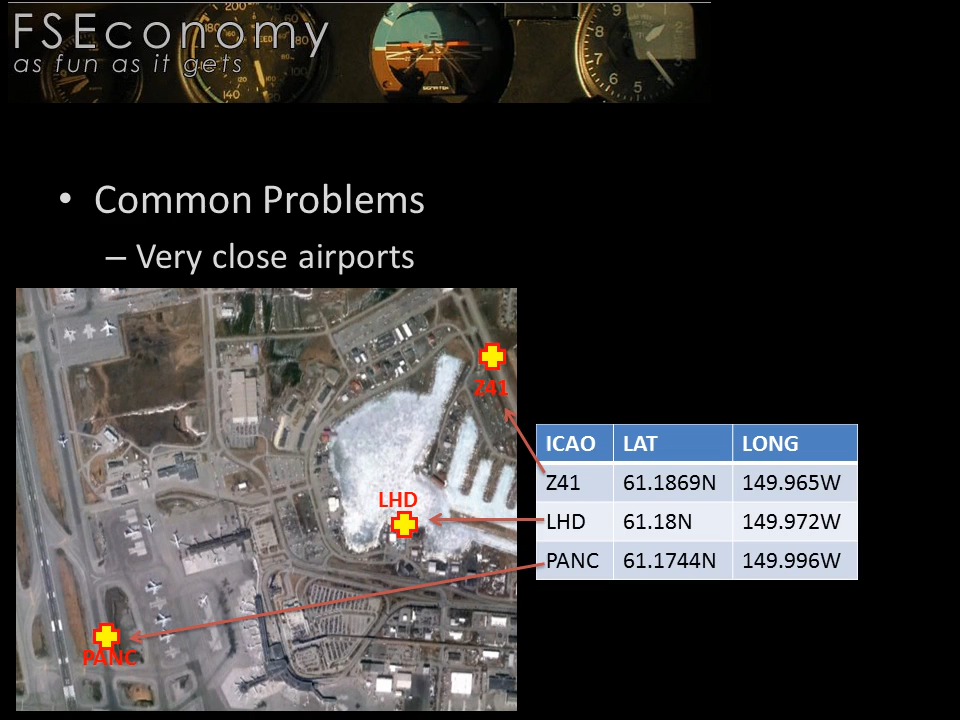 FSEconomy
as fun as it gets
• Common Problems
– Very close airports
Z41
LHD
PANC
ICAO LAT LONG
Z41 61.1869N 149.965W
LHD 61.18N 149.972W
PANC 61.1744N 149.996W